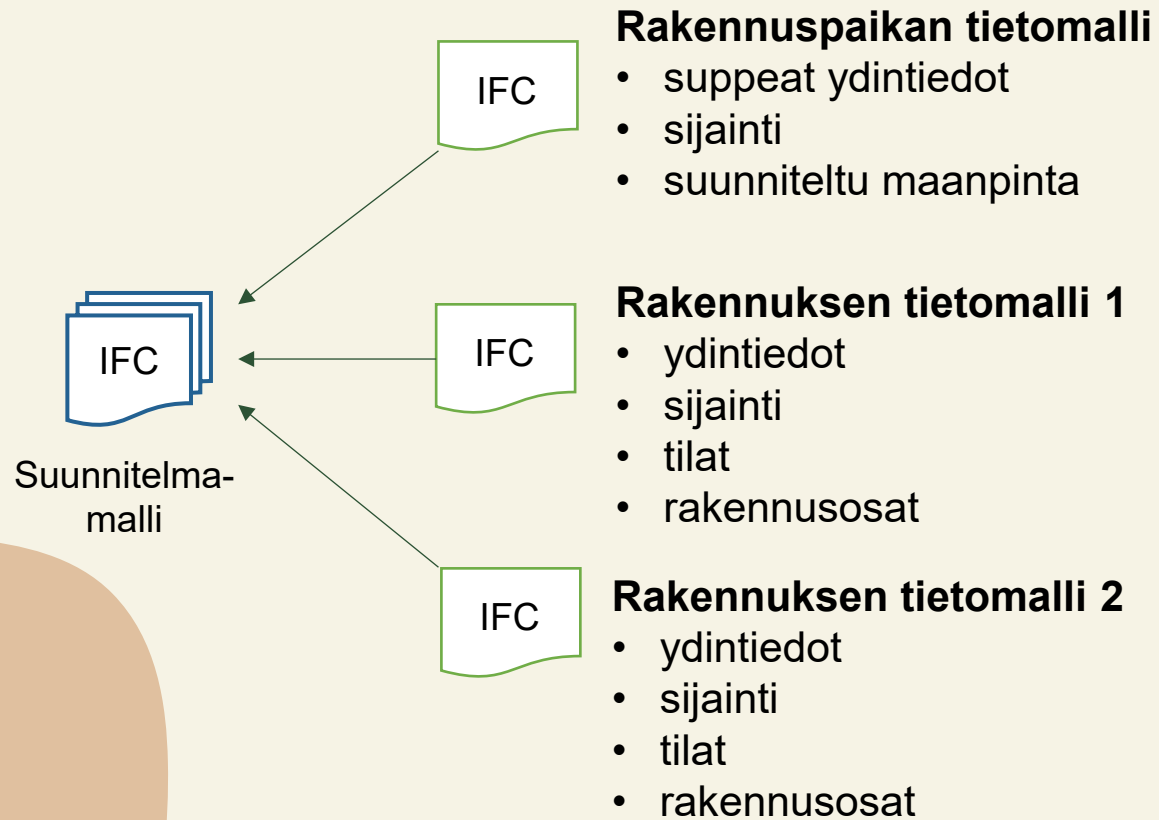 Rakennuspaikan tietomalli
IFC
• suppeat ydintiedot
• sijainti
• suunniteltu maanpinta
Rakennuksen tietomalli 1
IFC
• ydintiedot
• sijainti
• tilat
• rakennusosat
IFC
Suunnitelma-
malli
Rakennuksen tietomalli 2
IFC
• ydintiedot
• sijainti
• tilat
• rakennusosat